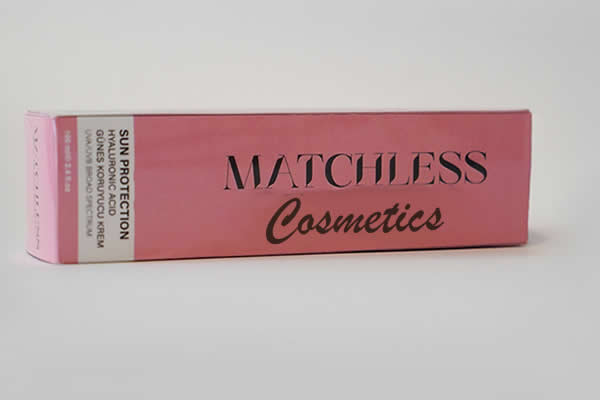 MATCHLESS
Cosmetics
SUN PROTECTION
HYALURONIC ACID
GÜNEŞ KORUYUCU KREM
UVA/UVB BROAD SPECTRUM